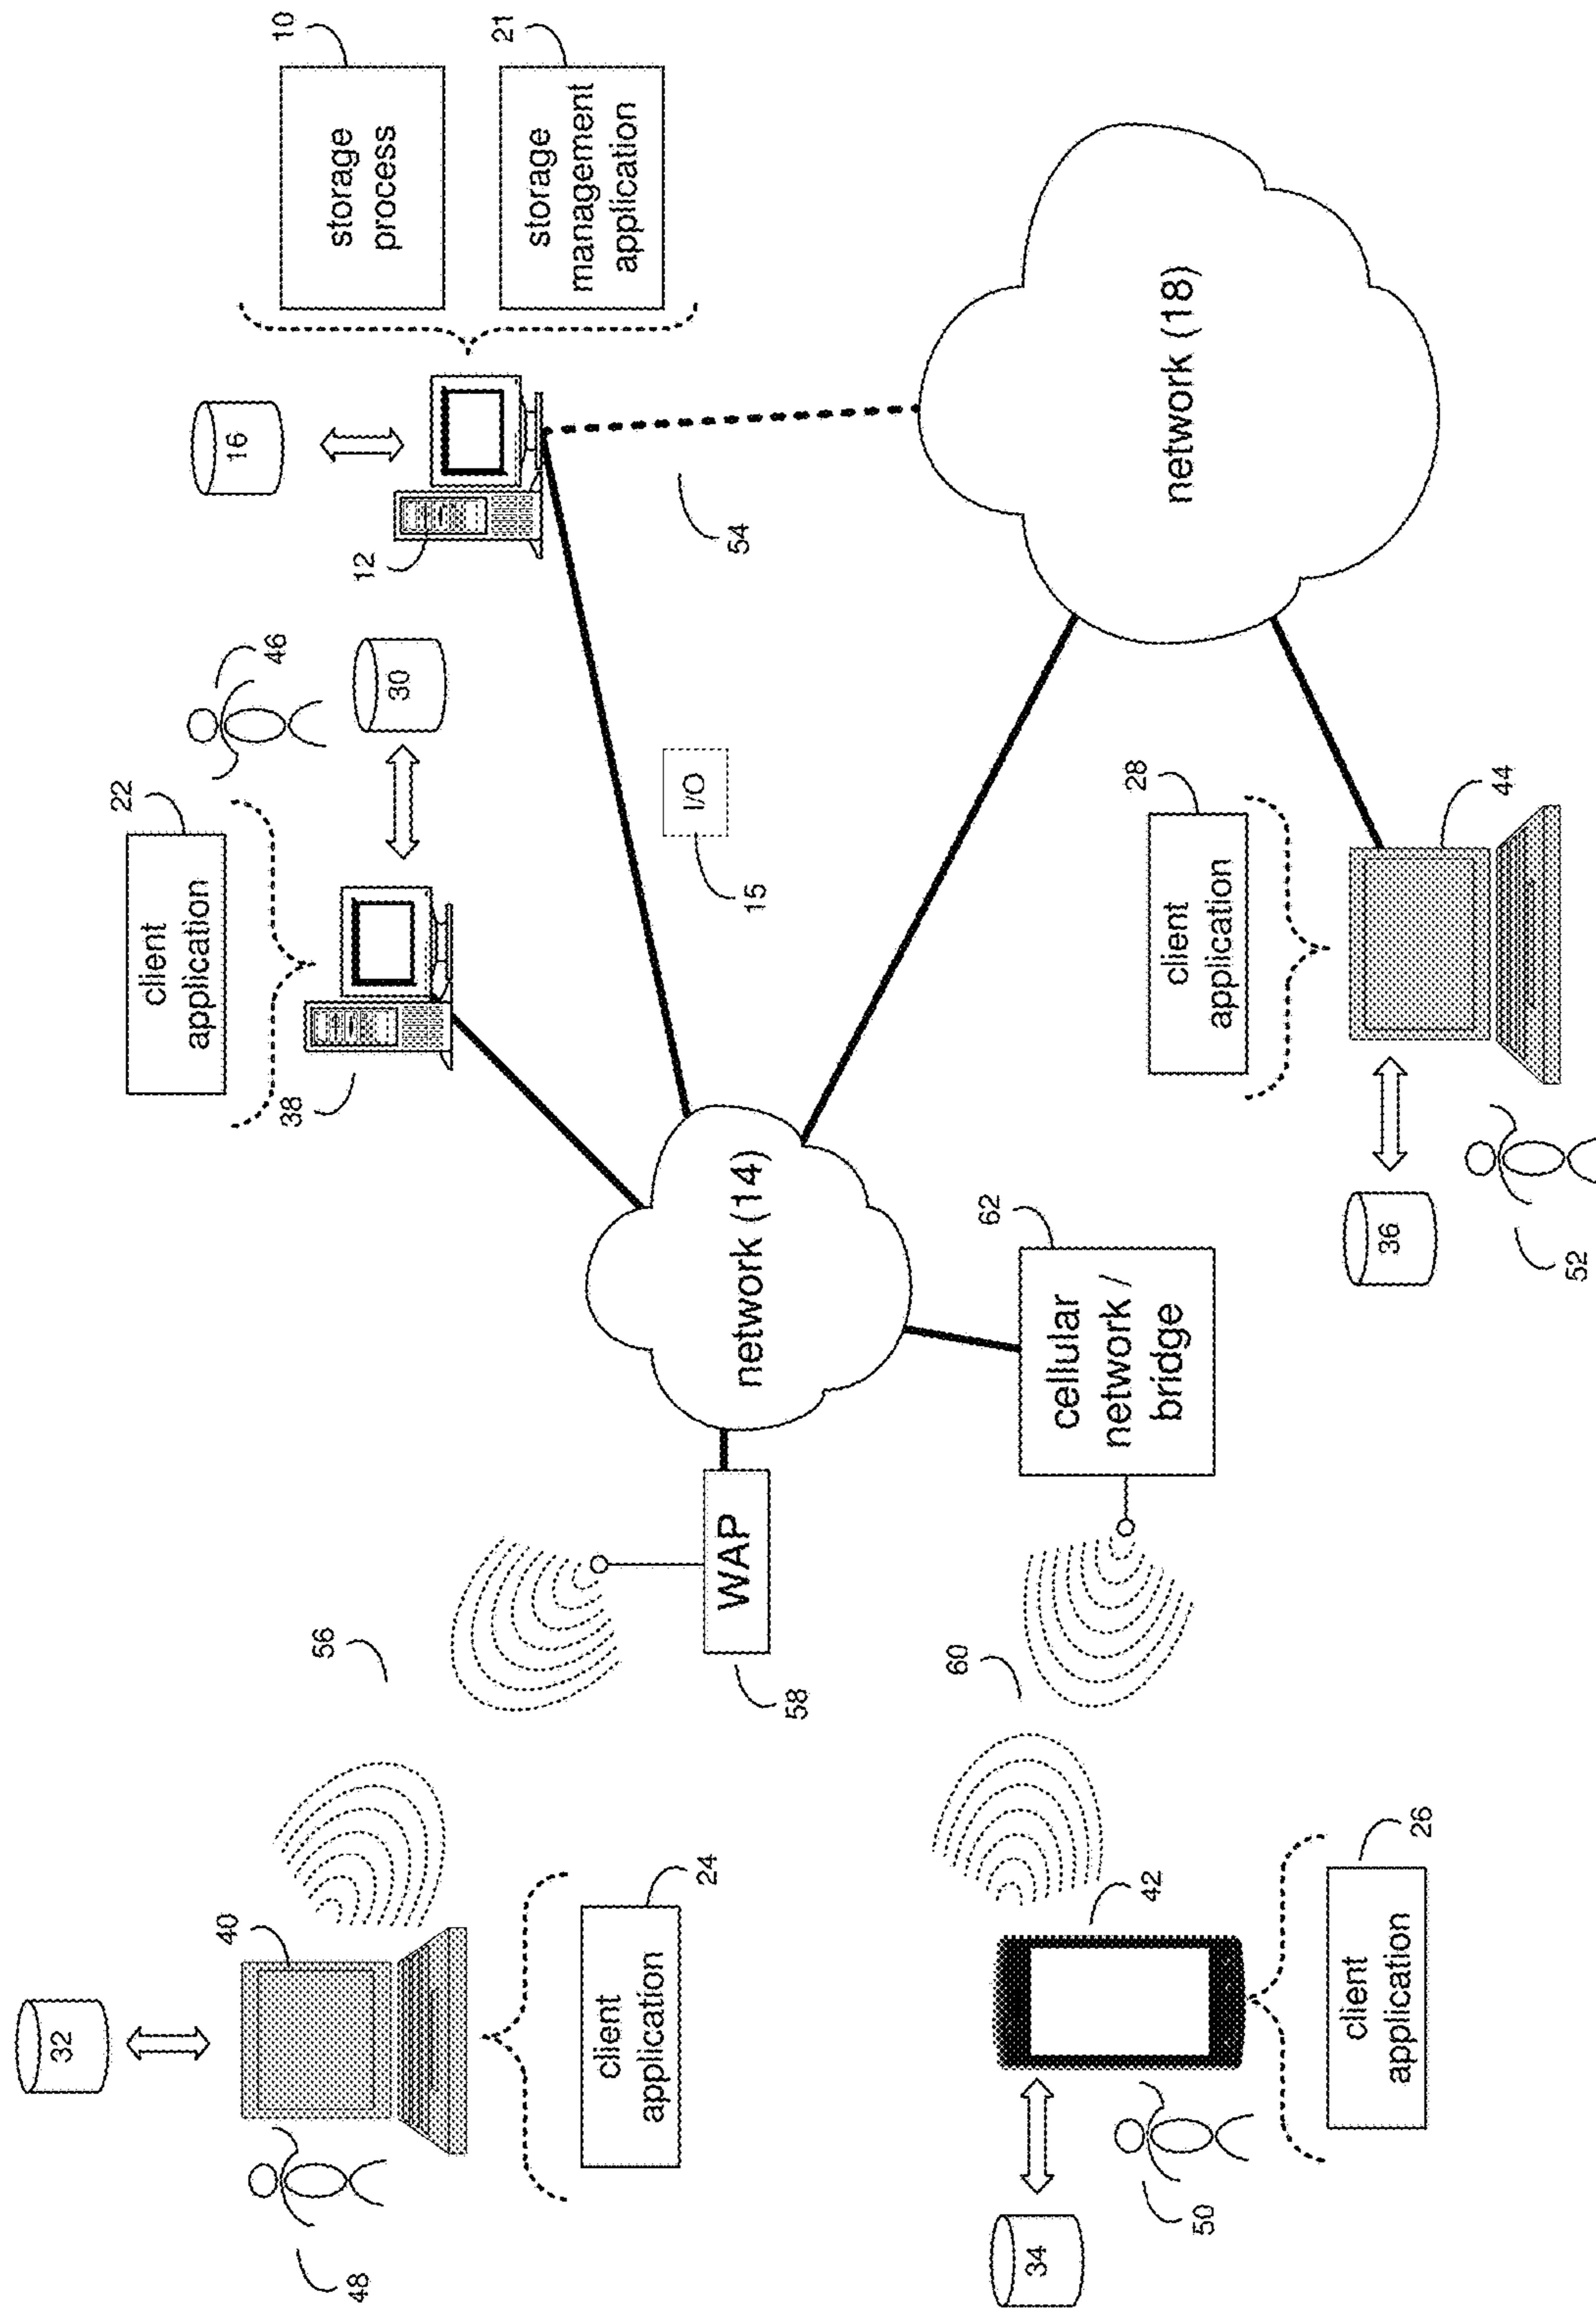 32
22
client
application
40
16
46
10
38
56
storage
process
48
12
30
21
storage
management
application
client
application
24
I/O
WAP
54
network (14)
15
58
60
62
34
cellular
network /
bridge
28
42
client
application
network (18)
50
client
application
36
26
44
52